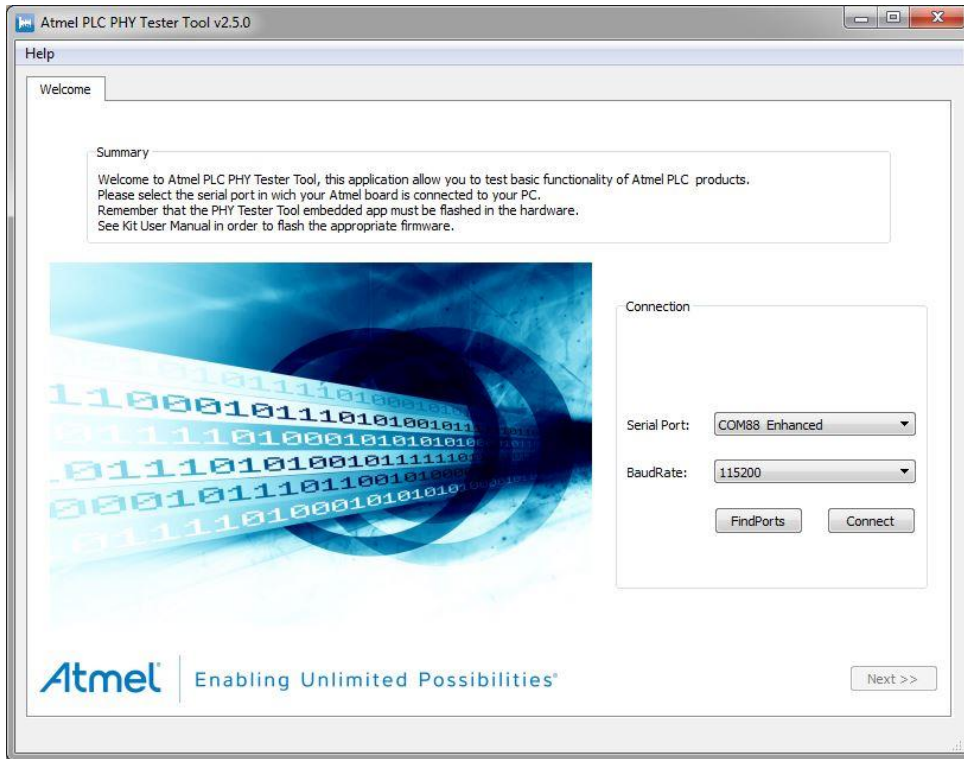 Atmel PLC PHY Tester Tool v2.5.0
Help
Welcome
Summary
Welcome to Atmel PLC PHY Tester Tool, this application allow you to test basic functionality of Atmel PLC products.
Please select the serial port in wich your Atmel board is connected to your PC.
Remember that the PHY Tester Tool embedded app must be flashed in the hardware.
See Kit User Manual in order to flash the appropriate firmware.
Connection
Serial Port: COM88 Enhanced
BaudRate: 115200
FindPorts Connect
Atmel Enabling Unlimited Possibilities®
Next >>